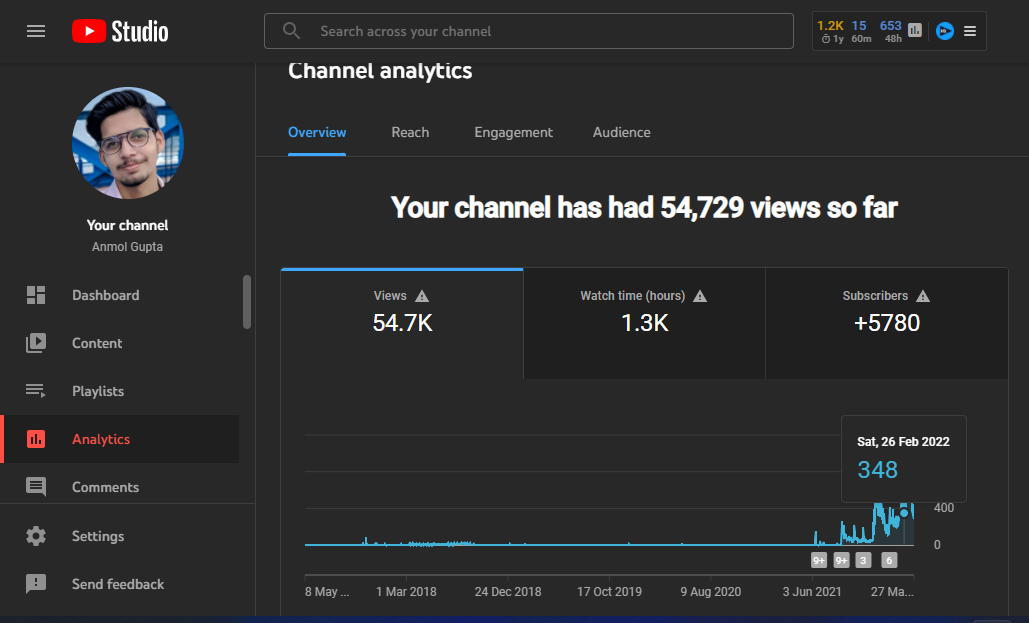 Studio
Search across your channel
1.2K 15 653
1y 60m 48h
Channel analytics
Overview Reach Engagement Audience
Your channel
Anmol Gupta
Dashboard
Content
Playlists
Analytics
Comments
Settings
Send feedback
Your channel has had 54,729 views so far
Views
54.7K
Watch time (hours)
1.3K
Subscribers
+5780
Sat, 26 Feb 2022
348
400
0
9+ 9+ 3 6
8 May ... 1 Mar 2018 24 Dec 2018 17 Oct 2019 9 Aug 2020 3 Jun 2021 27 Ma...